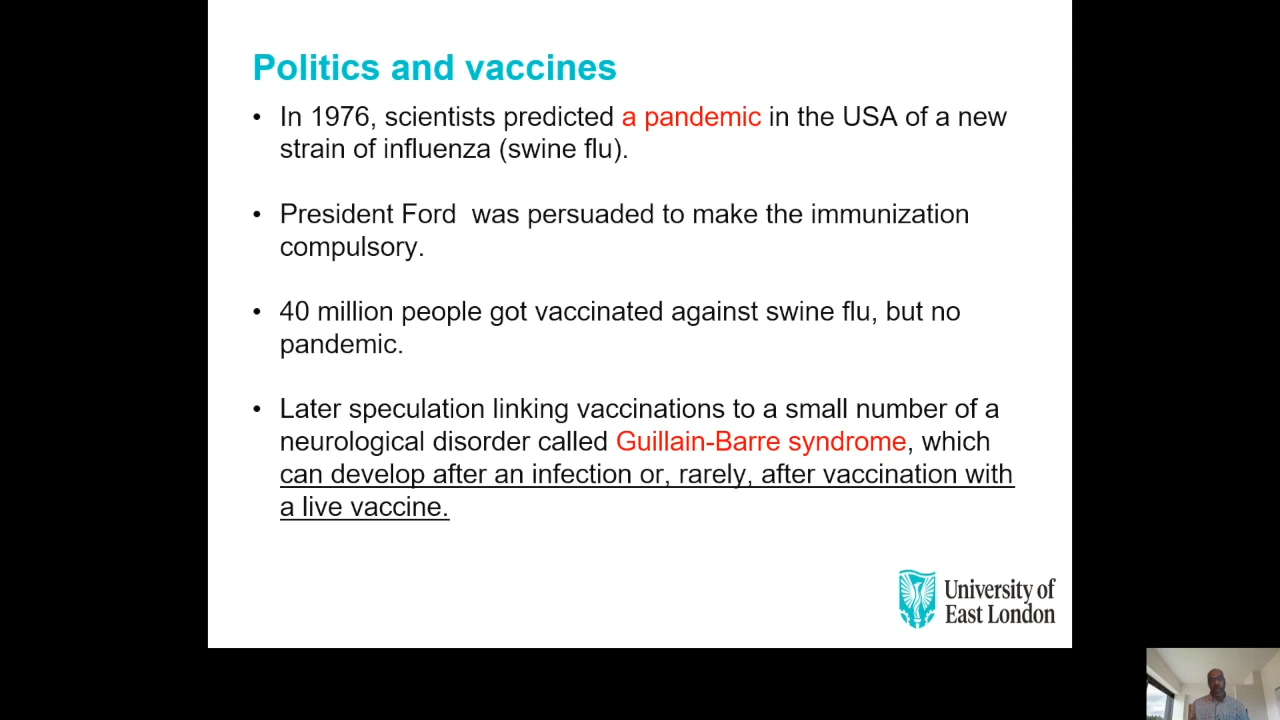 Politics and vaccines
• In 1976, scientists predicted a pandemic in the USA of a new
strain of influenza (swine flu).
• President Ford  was persuaded to make the immunization
compulsory.
• 40 million people got vaccinated against swine flu, but no
pandemic.
• Later speculation linking vaccinations to a small number of a
neurological disorder called Guillain-Barre syndrome, which
can develop after an infection or, rarely, after vaccination with
a live vaccine.
University of
East London